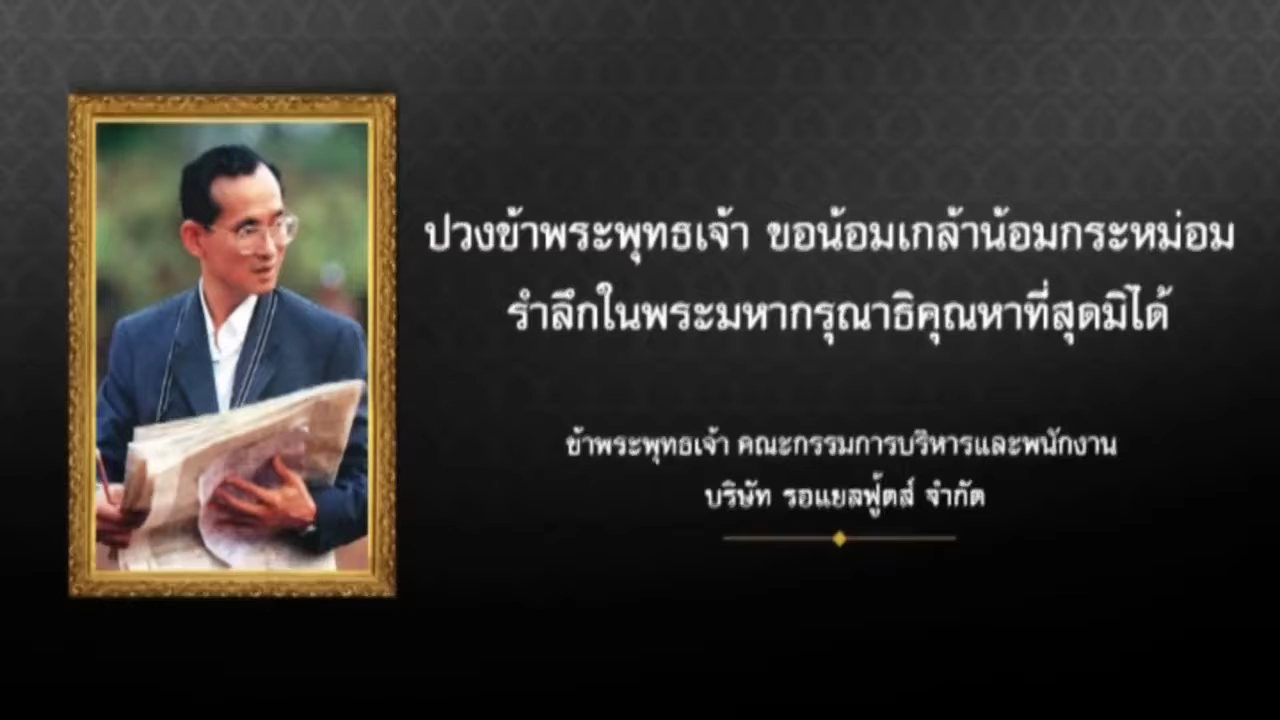 ปวงข้าพระพุทธเจ้า ขอน้อมเกล้าน้อมกระหม่อม
รำลึกในพระมหากรุณาธิคุณหาที่สุดมิได้
ข้าพระพุทธเจ้า คณะกรรมการบริหารและพนักงาน
บริษัท รอแยลฟู้ตส์ จำกัด